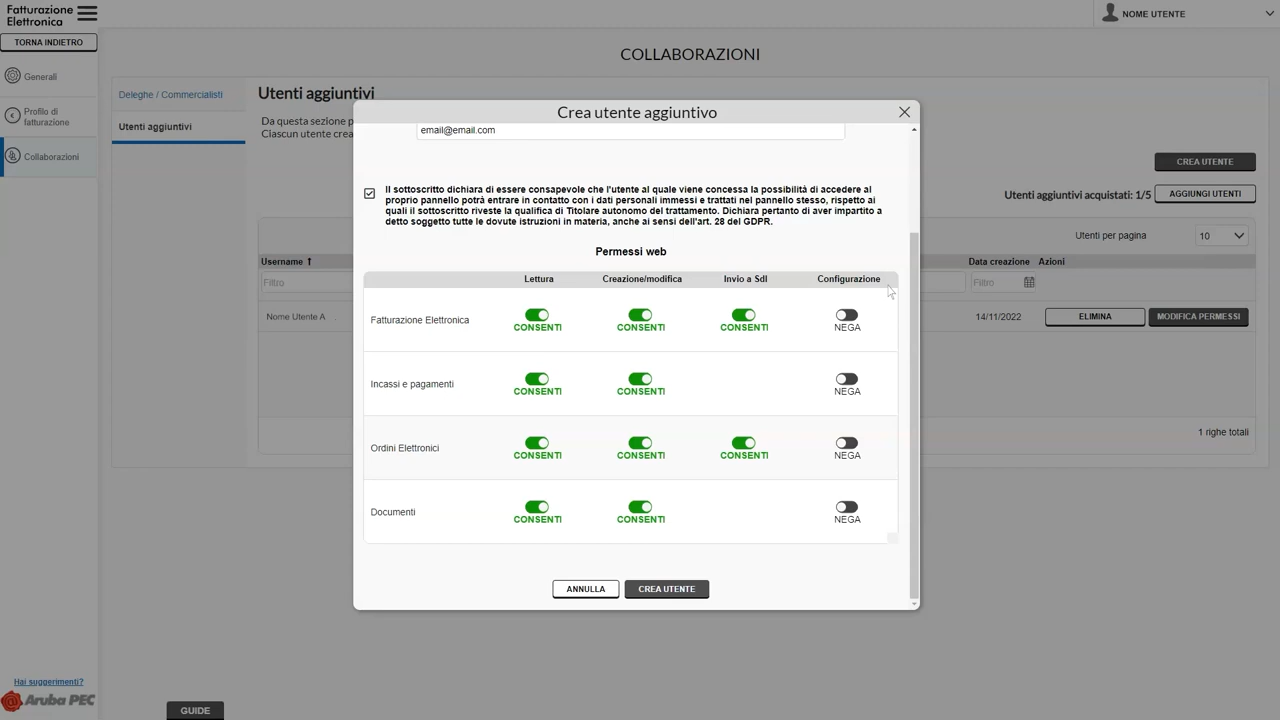 Fatturazione
Elettronica
NOME UTENTE
TORNA INDIETRO
Generali
Profilo di
fatturazione
Collaborazioni
Hai suggerimenti?
Aruba PEC
COLLABORAZIONI
Deleghe / Commercialisti
Utenti aggiuntivi
Utenti aggiuntivi
Da questa sezione p
Ciascun utente crea
CREA UTENTE
Utenti aggiuntivi acquistati: 1/5
AGGIUNGI UTENTI
Utenti per pagina
10
Username
Data creazione
Azioni
Filtro
Filtro
Nome Utente A
14/11/2022
ELIMINA
MODIFICA PERMESSI
1 righe totali
Crea utente aggiuntivo
email@email.com
Il sottoscritto dichiara di essere consapevole che l'utente al quale viene concessa la possibilità di accedere al
proprio pannello potrà entrare in contatto con i dati personali immessi e trattati nel pannello stesso, rispetto ai
quali il sottoscritto riveste la qualifica di Titolare autonomo del trattamento. Dichiara pertanto di aver impartito a
detto soggetto tutte le dovute istruzioni in materia, anche ai sensi dell'art. 28 del GDPR.
Permessi web
Lettura Creazione/modifica Invio a SdI Configurazione
Fatturazione Elettronica
CONSENTI CONSENTI CONSENTI NEGA
Incassi e pagamenti
CONSENTI CONSENTI NEGA
Ordini Elettronici
CONSENTI CONSENTI CONSENTI NEGA
Documenti
CONSENTI CONSENTI NEGA
ANNULLA
CREA UTENTE
GUIDE